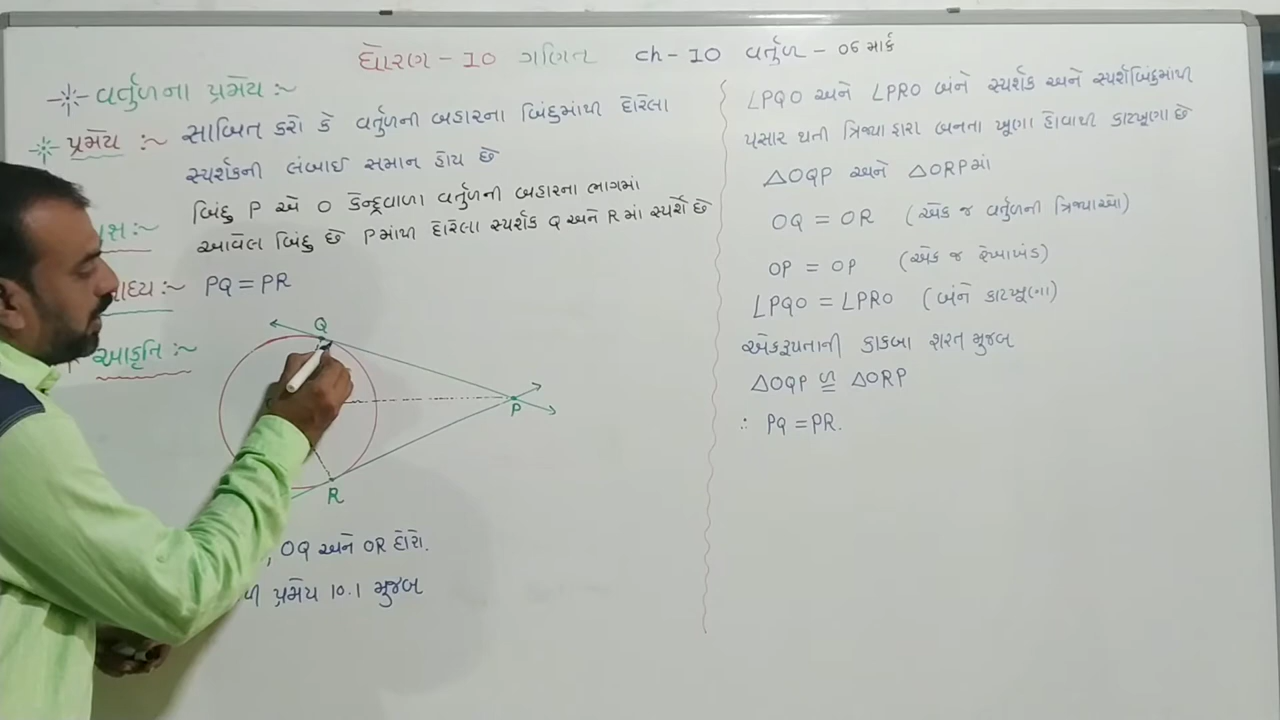 ધોરણ - 10 ગણિત ch - 10 વર્તુળ - 06 માર્ક
વર્તુળના પ્રમેય :~
પ્રમેય :~ સાબિત કરો કે વર્તુળની બહારના બિંદુમાંથી દોરેલા
સ્પર્શકની લંબાઈ સમાન હોય છે
ક્ષ :~ બિંદુ P એ O કેન્દ્રવાળા વર્તુળની બહારના ભાગમાં
આવેલ બિંદુ છે Pમાંથી દોરેલા સ્પર્શક Q અને R માં સ્પર્શે છે
ાધ્ય :~ PQ = PR
આકૃતિ :~
Q
P
R
, OQ અને OR દોરો.
પ્રમેય 10.1 મુજબ
∠PQO અને ∠PRO બંને સ્પર્શક અને સ્પર્શબિંદુમાંથી
પસાર થતી ત્રિજ્યા દ્વારા બનતા ખૂણા હોવાથી કાટખૂણા છે
△OQP અને △ORPમાં
OQ = OR (એક જ વર્તુળની ત્રિજ્યાઓ)
OP = OP (એક જ રેખાખંડ)
∠PQO = ∠PRO (બંને કાટખૂણા)
એકરૂપતાની કાકબા શરત મુજબ
△OQP ≅ △ORP
∴ PQ = PR.